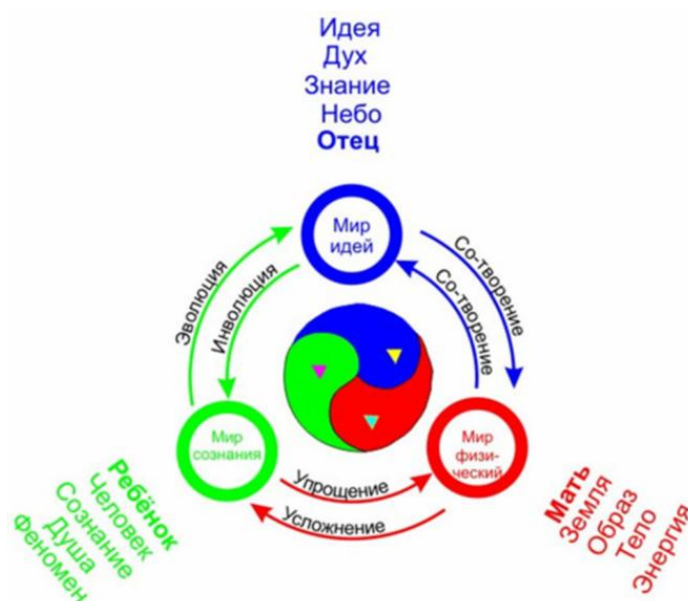 Идея
Дух
Знание
Небо
Отец
Мир
идей
Эволюция
Инволюция
Со-творение
Со-творение
Мир
сознания
Мир
физи-
ческий
Упрощение
Усложнение
Ребёнок
Человек
Сознание
Душа
Феномен
Мать
Земля
Образ
Тело
Энергия